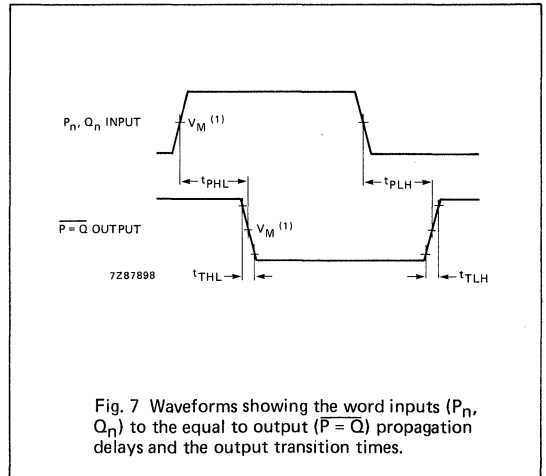 Pn, Qn INPUT
VM (1)
tPHL
tPLH
P = Q OUTPUT
VM (1)
7Z87898
tTHL
tTLH
Fig. 7 Waveforms showing the word inputs (Pn,
Qn) to the equal to output (P = Q) propagation
delays and the output transition times.